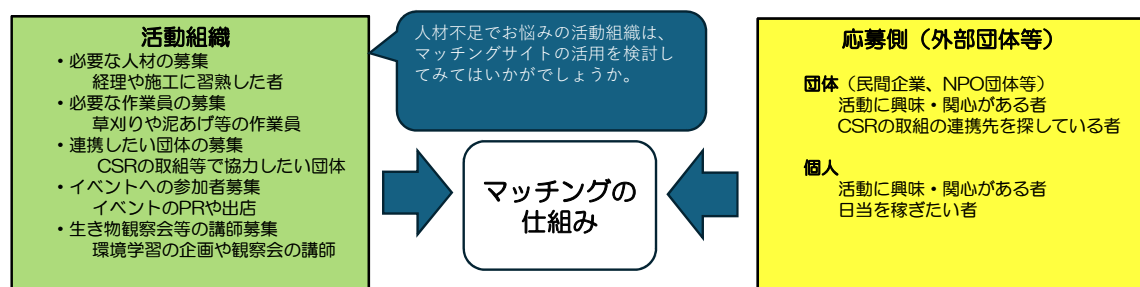 活動組織
・必要な人材の募集
経理や施工に習熟した者
・必要な作業員の募集
草刈りや泥あげ等の作業員
・連携したい団体の募集
CSRの取組等で協力したい団体
・イベントへの参加者募集
イベントのPRや出店
・生き物観察会等の講師募集
環境学習の企画や観察会の講師
人材不足でお悩みの活動組織は、
マッチングサイトの活用を検討し
てみてはいかがでしょうか。
マッチングの
仕組み
応募側（外部団体等）
団体（民間企業、NPO団体等）
活動に興味・関心がある者
CSRの取組の連携先を探している者
個人
活動に興味・関心がある者
日当を稼ぎたい者